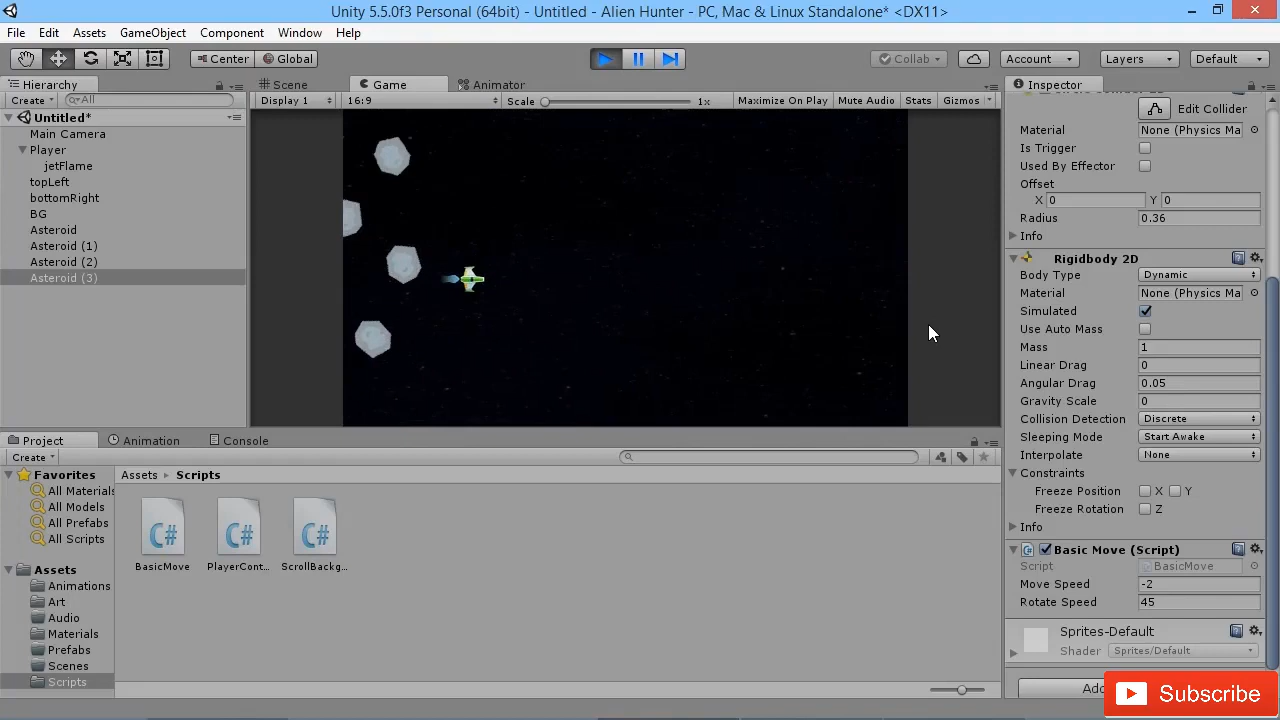 Unity 5.5.0f3 Personal (64bit) - Untitled - Alien Hunter - PC, Mac & Linux Standalone* <DX11>
File Edit Assets GameObject Component Window Help
Center Global Collab Account Layers Default
Hierarchy Scene Game Animator Inspector
Create All Display 1 16:9 Scale 1x Maximize On Play Mute Audio Stats Gizmos
Edit Collider
Untitled*
Main Camera
Player
jetFlame
topLeft
bottomRight
BG
Asteroid
Asteroid (1)
Asteroid (2)
Asteroid (3)
Material None (Physics Ma
Is Trigger
Used By Effector
Offset
X 0 Y 0
Radius 0.36
Info
Rigidbody 2D
Body Type Dynamic
Material None (Physics Ma
Simulated
Use Auto Mass
Mass 1
Linear Drag 0
Angular Drag 0.05
Gravity Scale 0
Collision Detection Discrete
Sleeping Mode Start Awake
Interpolate None
Constraints
Freeze Position X Y
Freeze Rotation Z
Info
Basic Move (Script)
Script BasicMove
Move Speed -2
Rotate Speed 45
Sprites-Default
Shader Sprites/Default
Project Animation Console
Create
Favorites
All Materials
All Models
All Prefabs
All Scripts
Assets
Animations
Art
Audio
Materials
Prefabs
Scenes
Scripts
Assets Scripts
C# C# C#
BasicMove PlayerCont... ScrollBackg...
Subscribe